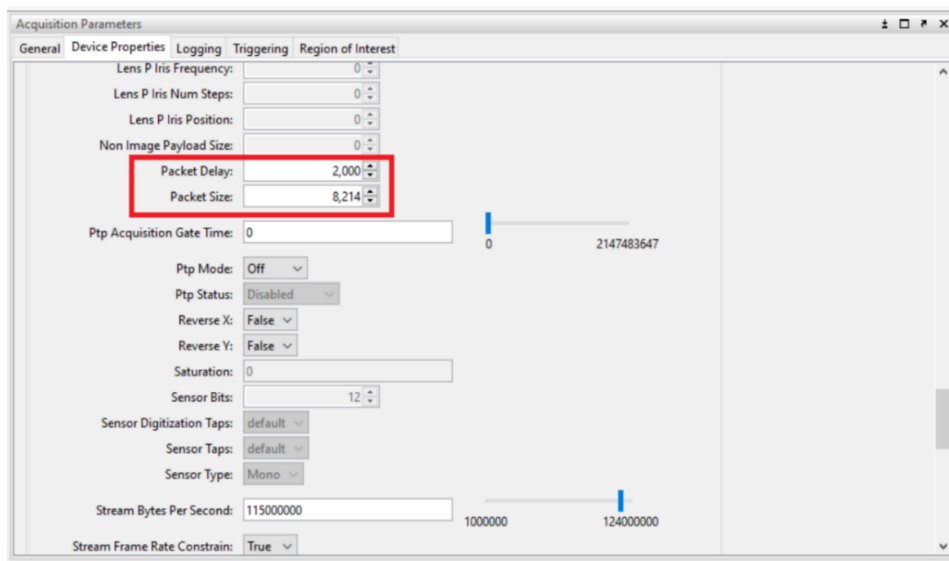 Acquisition Parameters
General Device Properties Logging Triggering Region of Interest
Lens P Iris Frequency: 0
Lens P Iris Num Steps: 0
Lens P Iris Position: 0
Non Image Payload Size: 0
Packet Delay: 2,000
Packet Size: 8,214
Ptp Acquisition Gate Time: 0
0 2147483647
Ptp Mode: Off
Ptp Status: Disabled
Reverse X: False
Reverse Y: False
Saturation: 0
Sensor Bits: 12
Sensor Digitization Taps: default
Sensor Taps: default
Sensor Type: Mono
Stream Bytes Per Second: 115000000
1000000 124000000
Stream Frame Rate Constrain: True